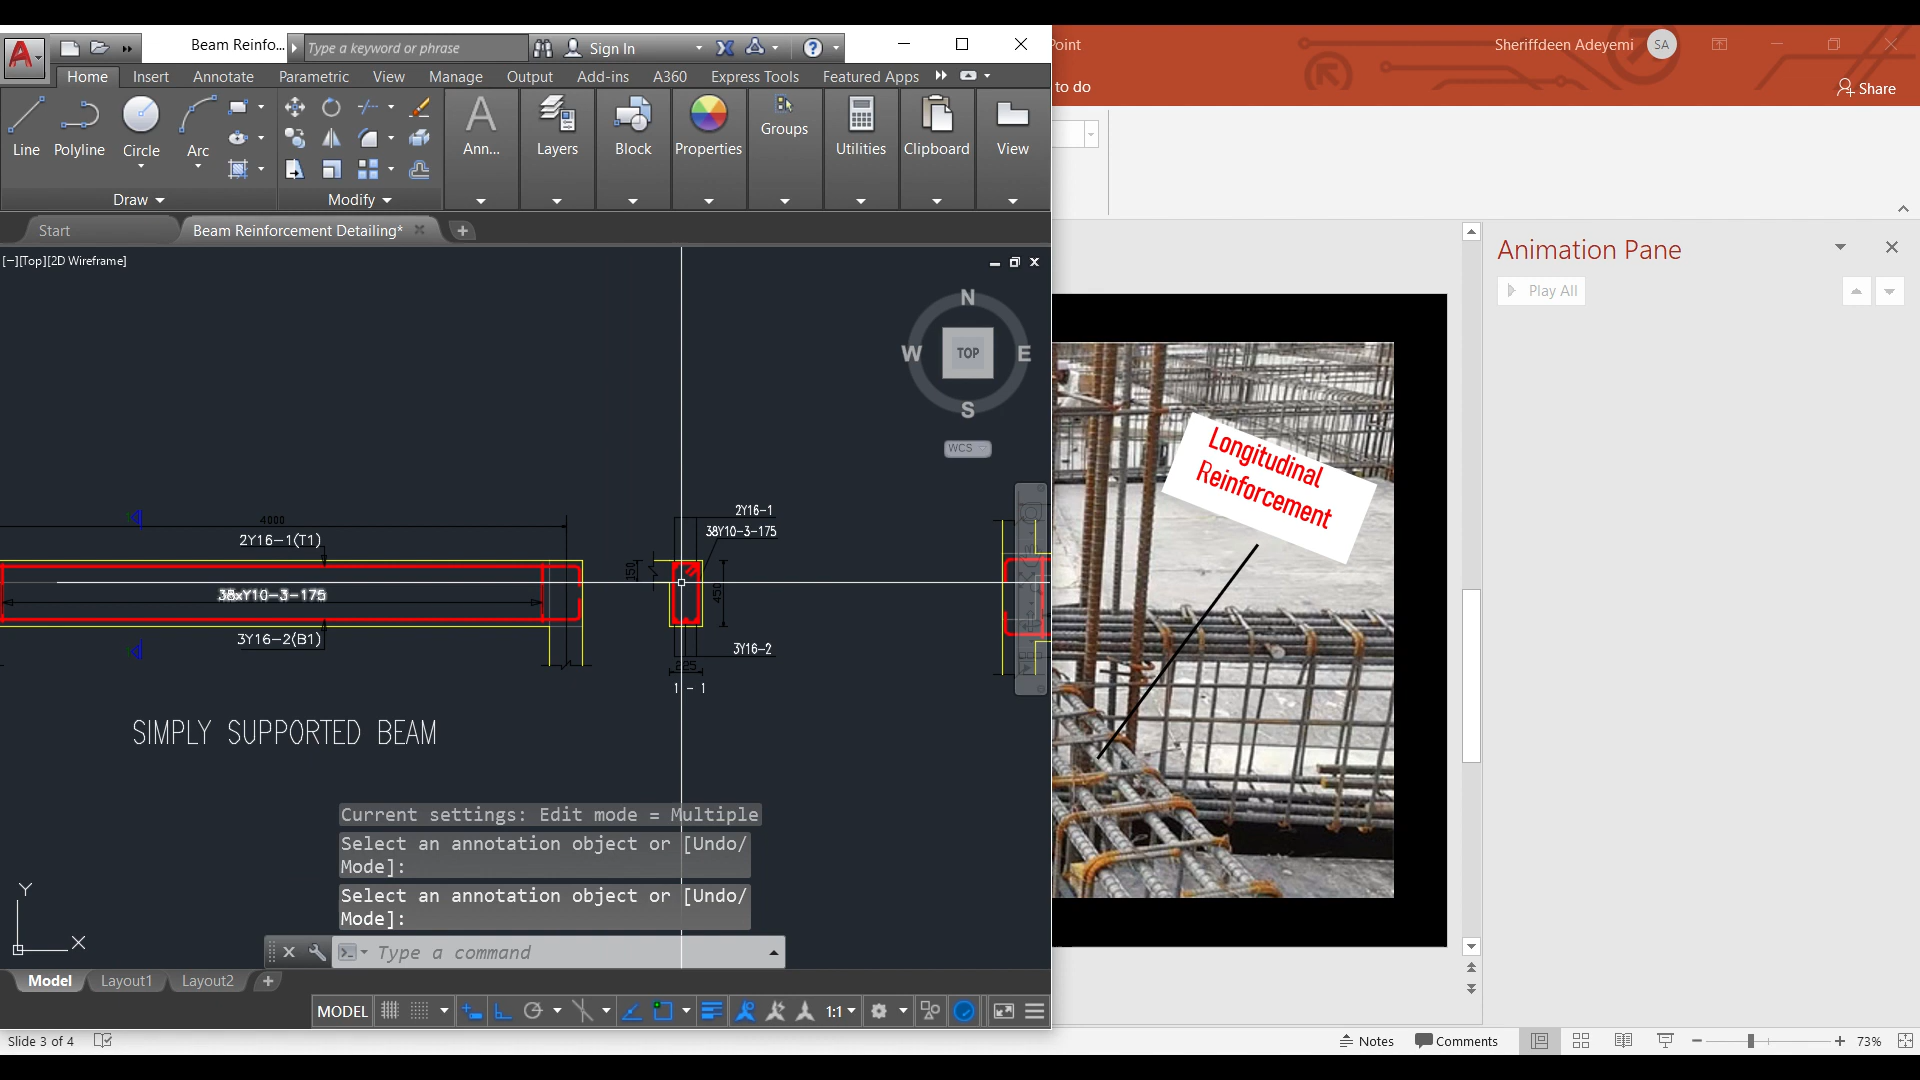 Beam Reinfo...
Type a keyword or phrase
Sign In
Point
Sheriffdeen Adeyemi
SA
Home
Insert
Annotate
Parametric
View
Manage
Output
Add-ins
A360
Express Tools
Featured Apps
to do
Share
Line
Polyline
Circle
Arc
Ann...
Layers
Block
Properties
Groups
Utilities
Clipboard
View
Draw
Modify
Start
Beam Reinforcement Detailing*
[−][Top][2D Wireframe]
Animation Pane
Play All
N
W
TOP
E
S
WCS
Longitudinal
Reinforcement
4000
2Y16-1(T1)
38xY10-3-175
3Y16-2(B1)
2Y16-1
38Y10-3-175
150
450
3Y16-2
225
1 - 1
SIMPLY SUPPORTED BEAM
Current settings: Edit mode = Multiple
Select an annotation object or [Undo/
Mode]:
Select an annotation object or [Undo/
Mode]:
Type a command
Y
X
Model
Layout1
Layout2
MODEL
1:1
Slide 3 of 4
Notes
Comments
73%